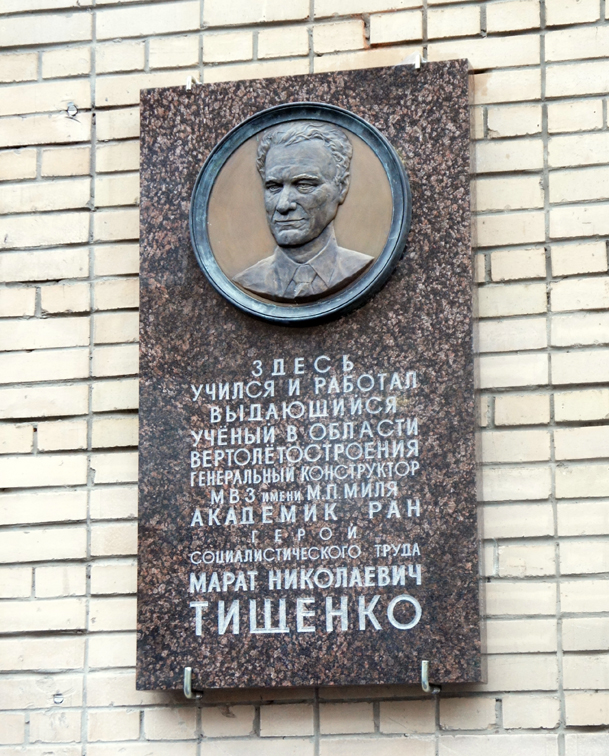 ЗДЕСЬ
УЧИЛСЯ И РАБОТАЛ
ВЫДАЮЩИЙСЯ
УЧЁНЫЙ В ОБЛАСТИ
ВЕРТОЛЁТОСТРОЕНИЯ
ГЕНЕРАЛЬНЫЙ КОНСТРУКТОР
МВЗ ИМЕНИ М.П.МИЛЯ
АКАДЕМИК РАН
ГЕРОЙ
СОЦИАЛИСТИЧЕСКОГО ТРУДА
МАРАТ НИКОЛАЕВИЧ
ТИЩЕНКО